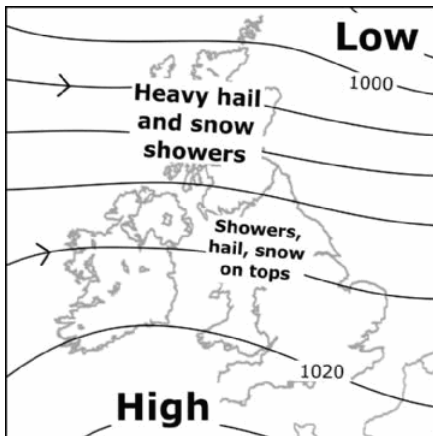 Low
1000
Heavy hail
and snow
showers
Showers,
hail, snow
on tops
1020
High